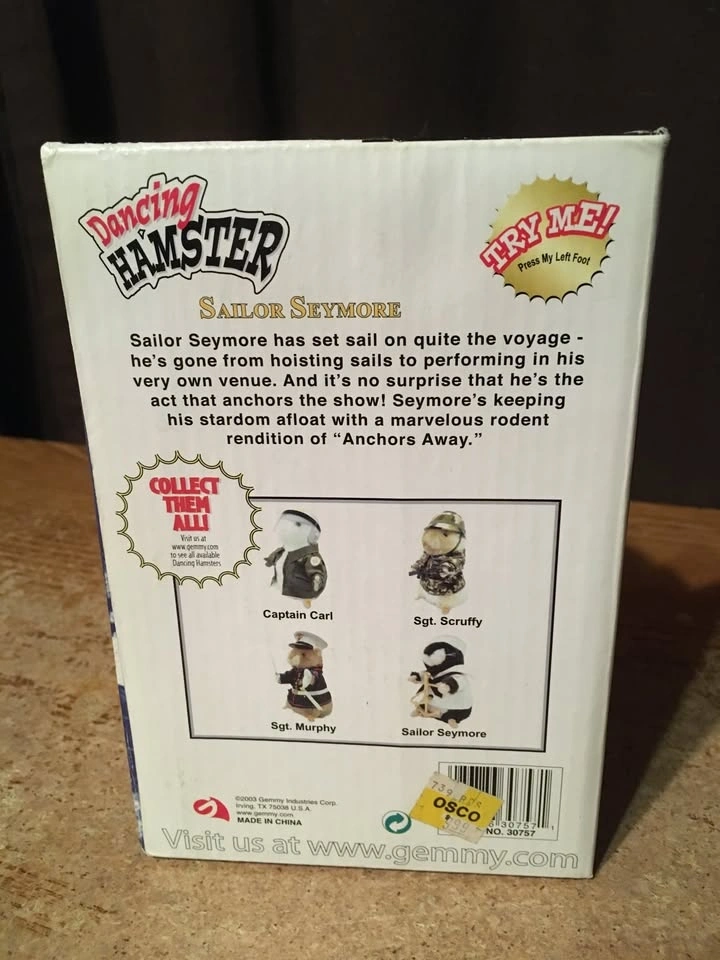 Dancing
HAMSTER
TRY ME!
Press My Left Foot
SAILOR SEYMORE
Sailor Seymore has set sail on quite the voyage -
he's gone from hoisting sails to performing in his
very own venue. And it's no surprise that he's the
act that anchors the show! Seymore's keeping
his stardom afloat with a marvelous rodent
rendition of "Anchors Away."
COLLECT
THEM
ALL!
Visit us at
www.gemmy.com
to see all available
Dancing Hamsters
Captain Carl
Sgt. Scruffy
Sgt. Murphy
Sailor Seymore
©2003 Gemmy Industries Corp.
Irving, TX 75038 U.S.A.
www.gemmy.com
MADE IN CHINA
739
OSCO
30757 1
NO. 30757
Visit us at www.gemmy.com